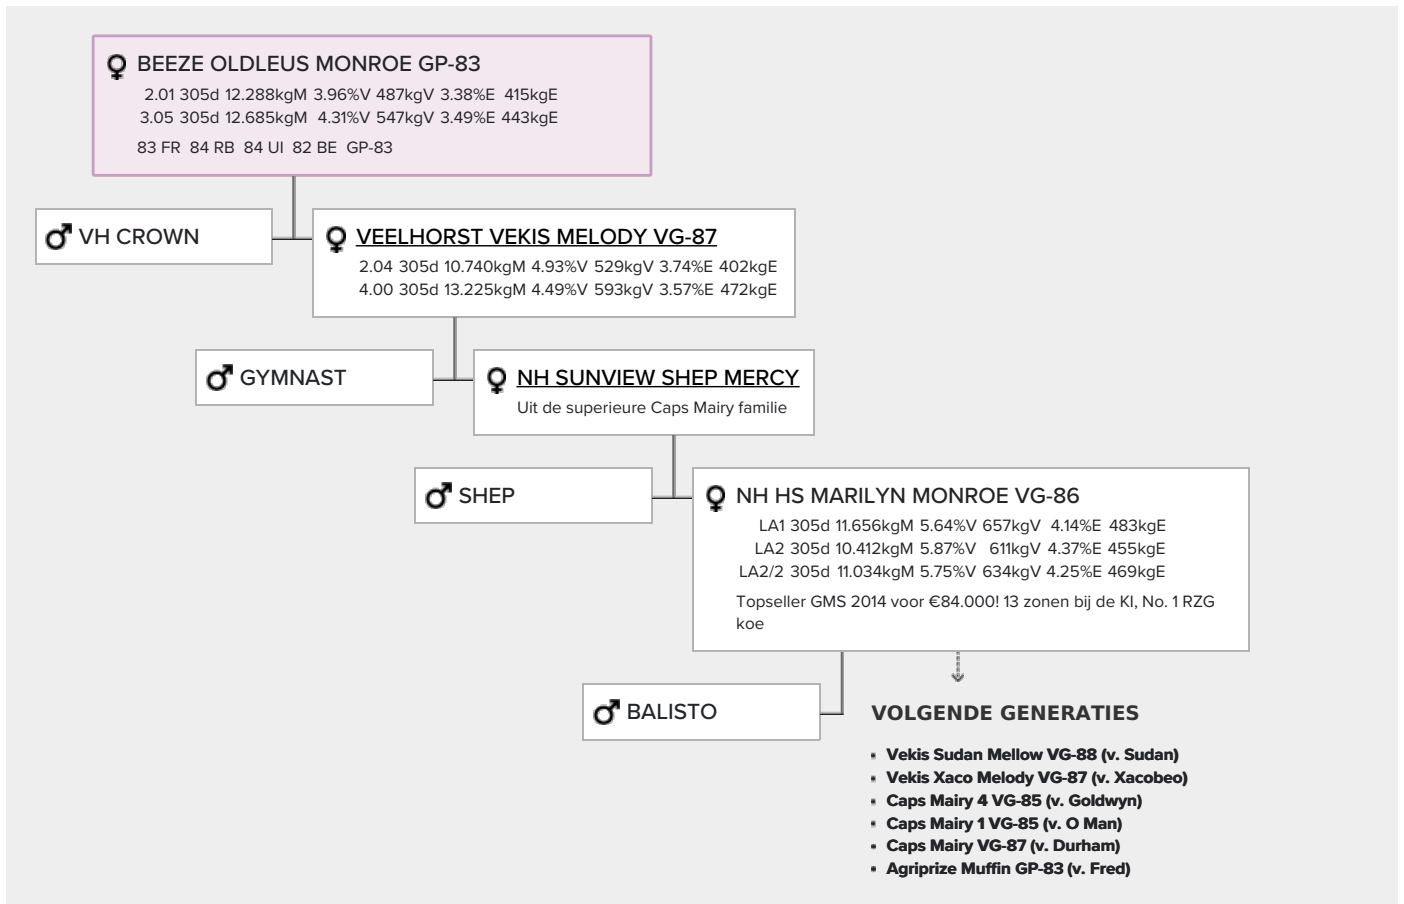 BEEZE OLDLEUS MONROE GP-83
2.01 305d 12.288kgM 3.96%V 487kgV 3.38%E 415kgE
3.05 305d 12.685kgM 4.31%V 547kgV 3.49%E 443kgE
83 FR 84 RB 84 UI 82 BE GP-83
VH CROWN
VEELHORST VEKIS MELODY VG-87
2.04 305d 10.740kgM 4.93%V 529kgV 3.74%E 402kgE
4.00 305d 13.225kgM 4.49%V 593kgV 3.57%E 472kgE
GYMNAST
NH SUNVIEW SHEP MERCY
Uit de superieure Caps Mairy familie
SHEP
NH HS MARILYN MONROE VG-86
LA1 305d 11.656kgM 5.64%V 657kgV 4.14%E 483kgE
LA2 305d 10.412kgM 5.87%V 611kgV 4.37%E 455kgE
LA2/2 305d 11.034kgM 5.75%V 634kgV 4.25%E 469kgE
Topseller GMS 2014 voor €84.000! 13 zonen bij de KI, No. 1 RZG
koe
BALISTO
VOLGENDE GENERATIES
▪ Vekis Sudan Mellow VG-88 (v. Sudan)
▪ Vekis Xaco Melody VG-87 (v. Xacobeo)
▪ Caps Mairy 4 VG-85 (v. Goldwyn)
▪ Caps Mairy 1 VG-85 (v. O Man)
▪ Caps Mairy VG-87 (v. Durham)
▪ Agriprize Muffin GP-83 (v. Fred)